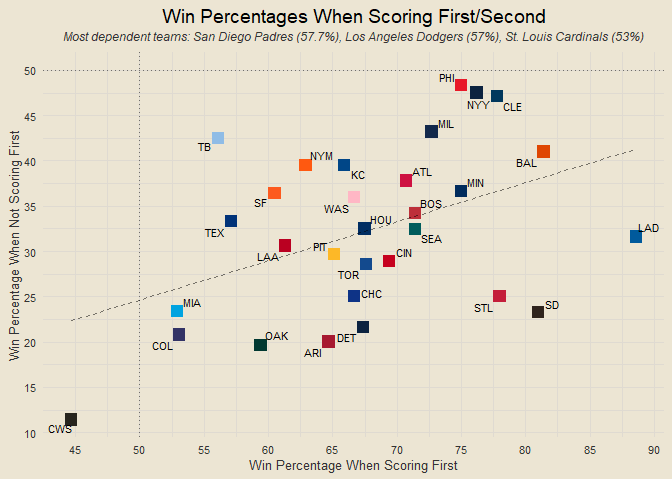 Win Percentages When Scoring First/Second
Most dependent teams: San Diego Padres (57.7%), Los Angeles Dodgers (57%), St. Louis Cardinals (53%)
Win Percentage When Not Scoring First
50
45
40
35
30
25
20
15
10
PHI
NYY
CLE
MIL
TB
NYM
KC
BAL
ATL
MIN
SF
WAS
BOS
TEX
HOU
SEA
LAD
LAA
PIT
CIN
TOR
CHC
STL
SD
MIA
COL
OAK
ARI
DET
CWS
45
50
55
60
65
70
75
80
85
90
Win Percentage When Scoring First